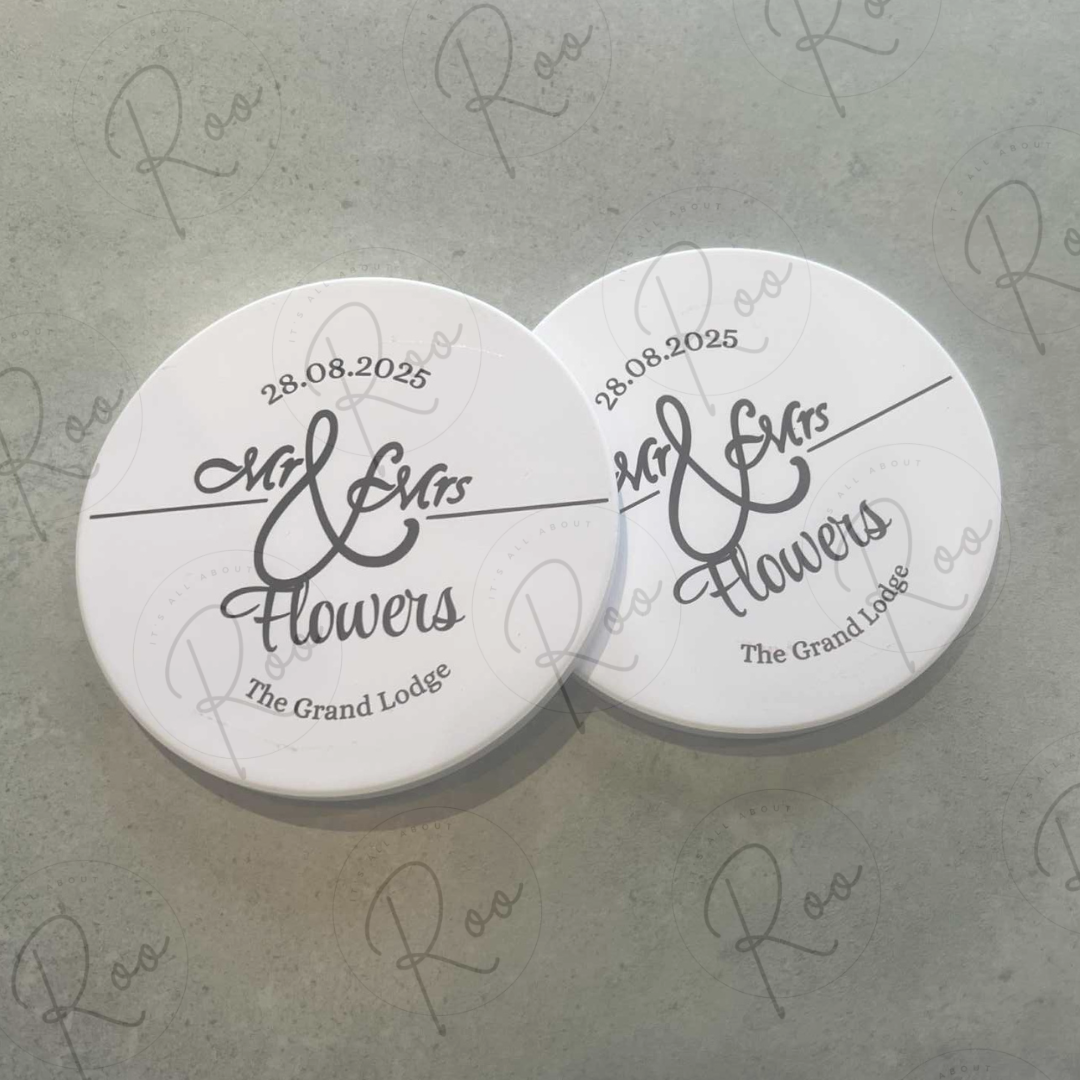 28.08.2025
Mr & Mrs
Flowers
The Grand Lodge
28.08.2025
Mr & Mrs
Flowers
The Grand Lodge
IT'S ALL ABOUT
Roo